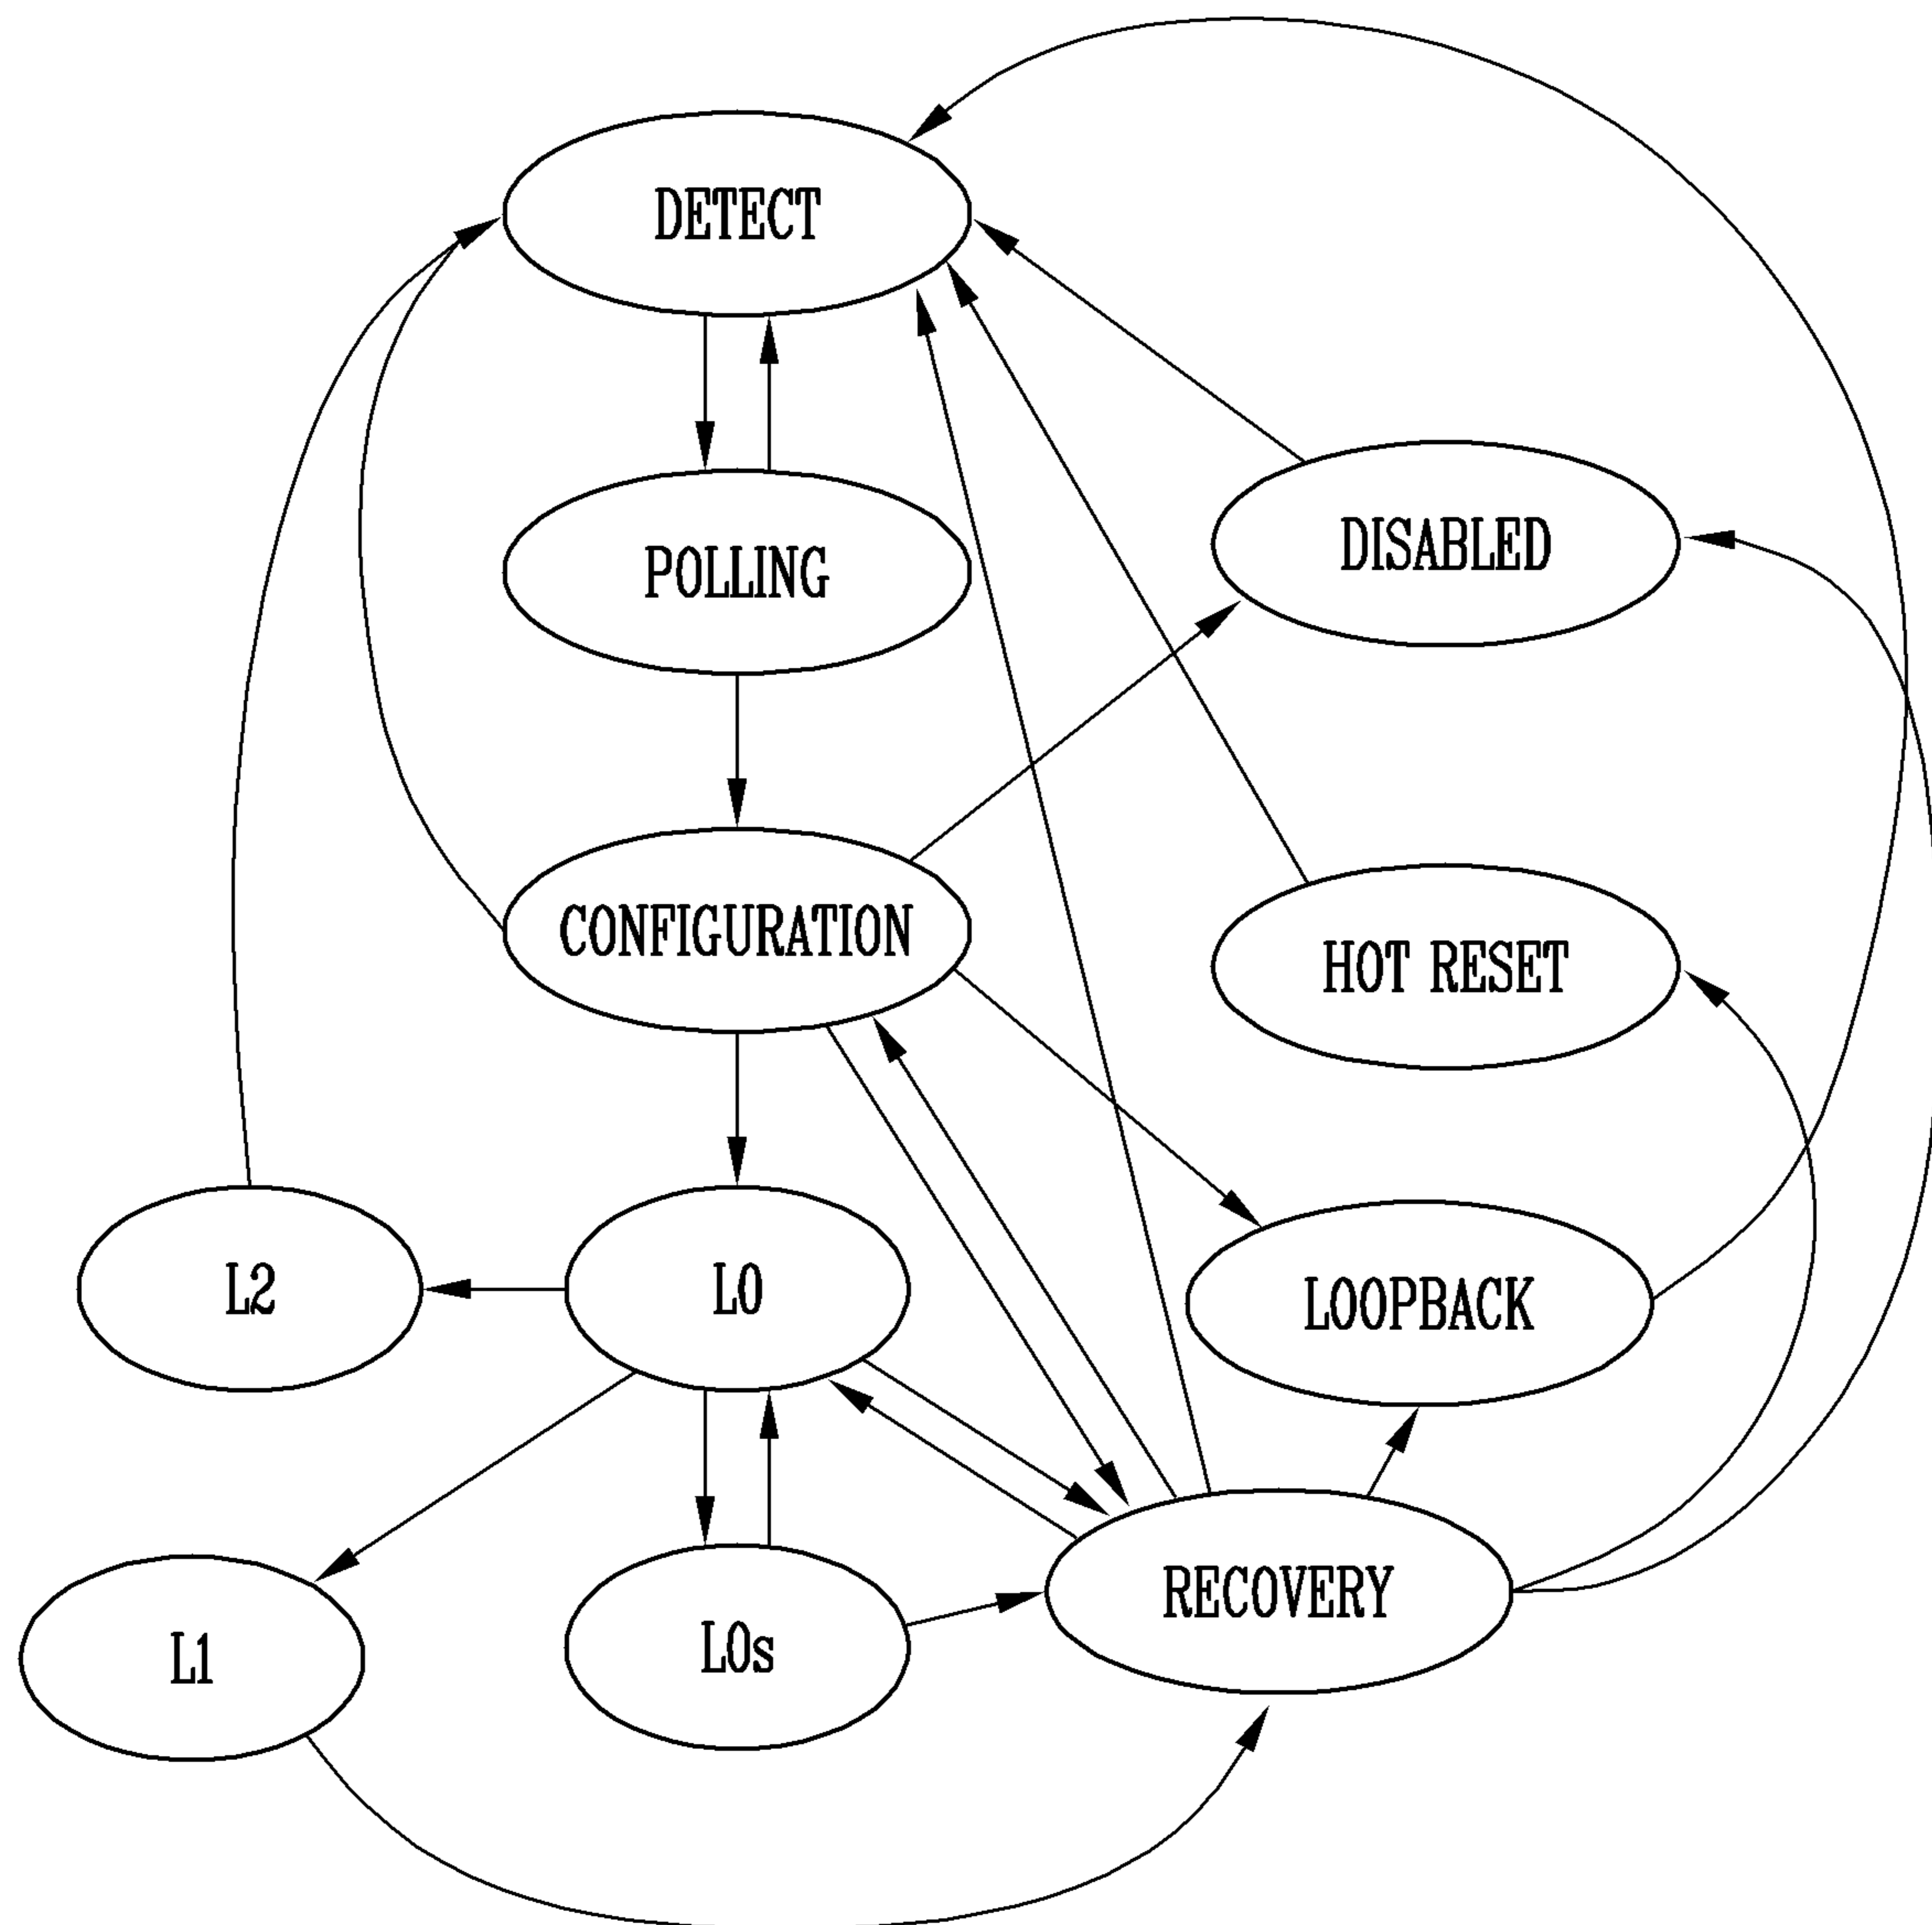 DETECT
POLLING
DISABLED
CONFIGURATION
HOT RESET
L2
L0
LOOPBACK
RECOVERY
L1
L0s